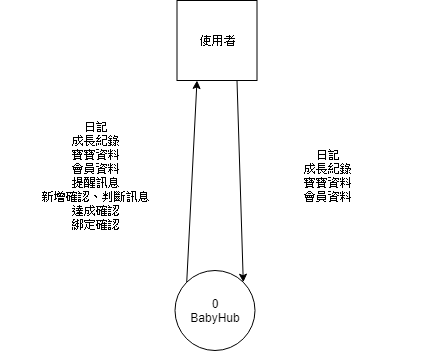 使用者
日記
成長紀錄
寶寶資料
會員資料
提醒訊息
新增確認、判斷訊息
達成確認
綁定確認
日記
成長紀錄
寶寶資料
會員資料
0
BabyHub